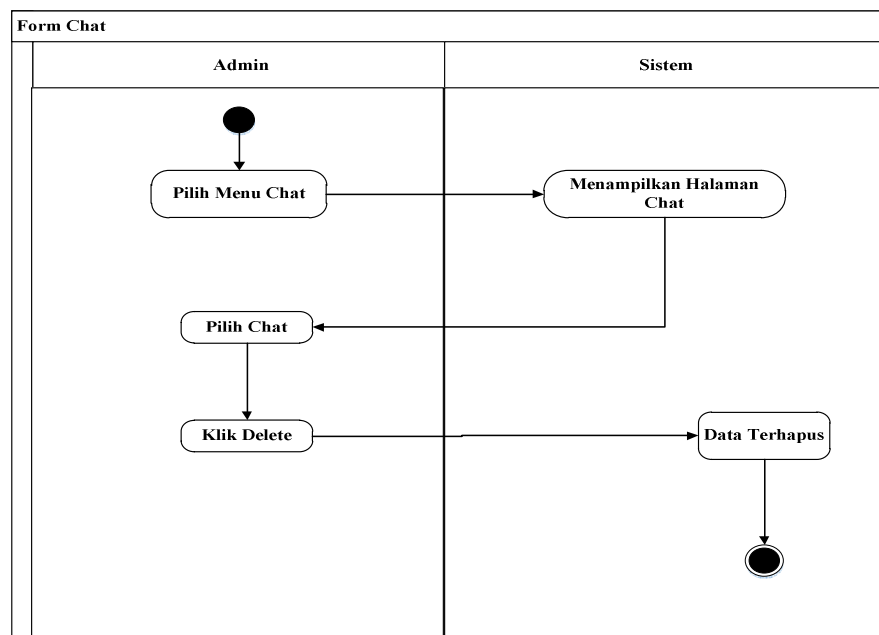 Form Chat
Admin
Sistem
Pilih Menu Chat
Menampilkan Halaman
Chat
Pilih Chat
Klik Delete
Data Terhapus